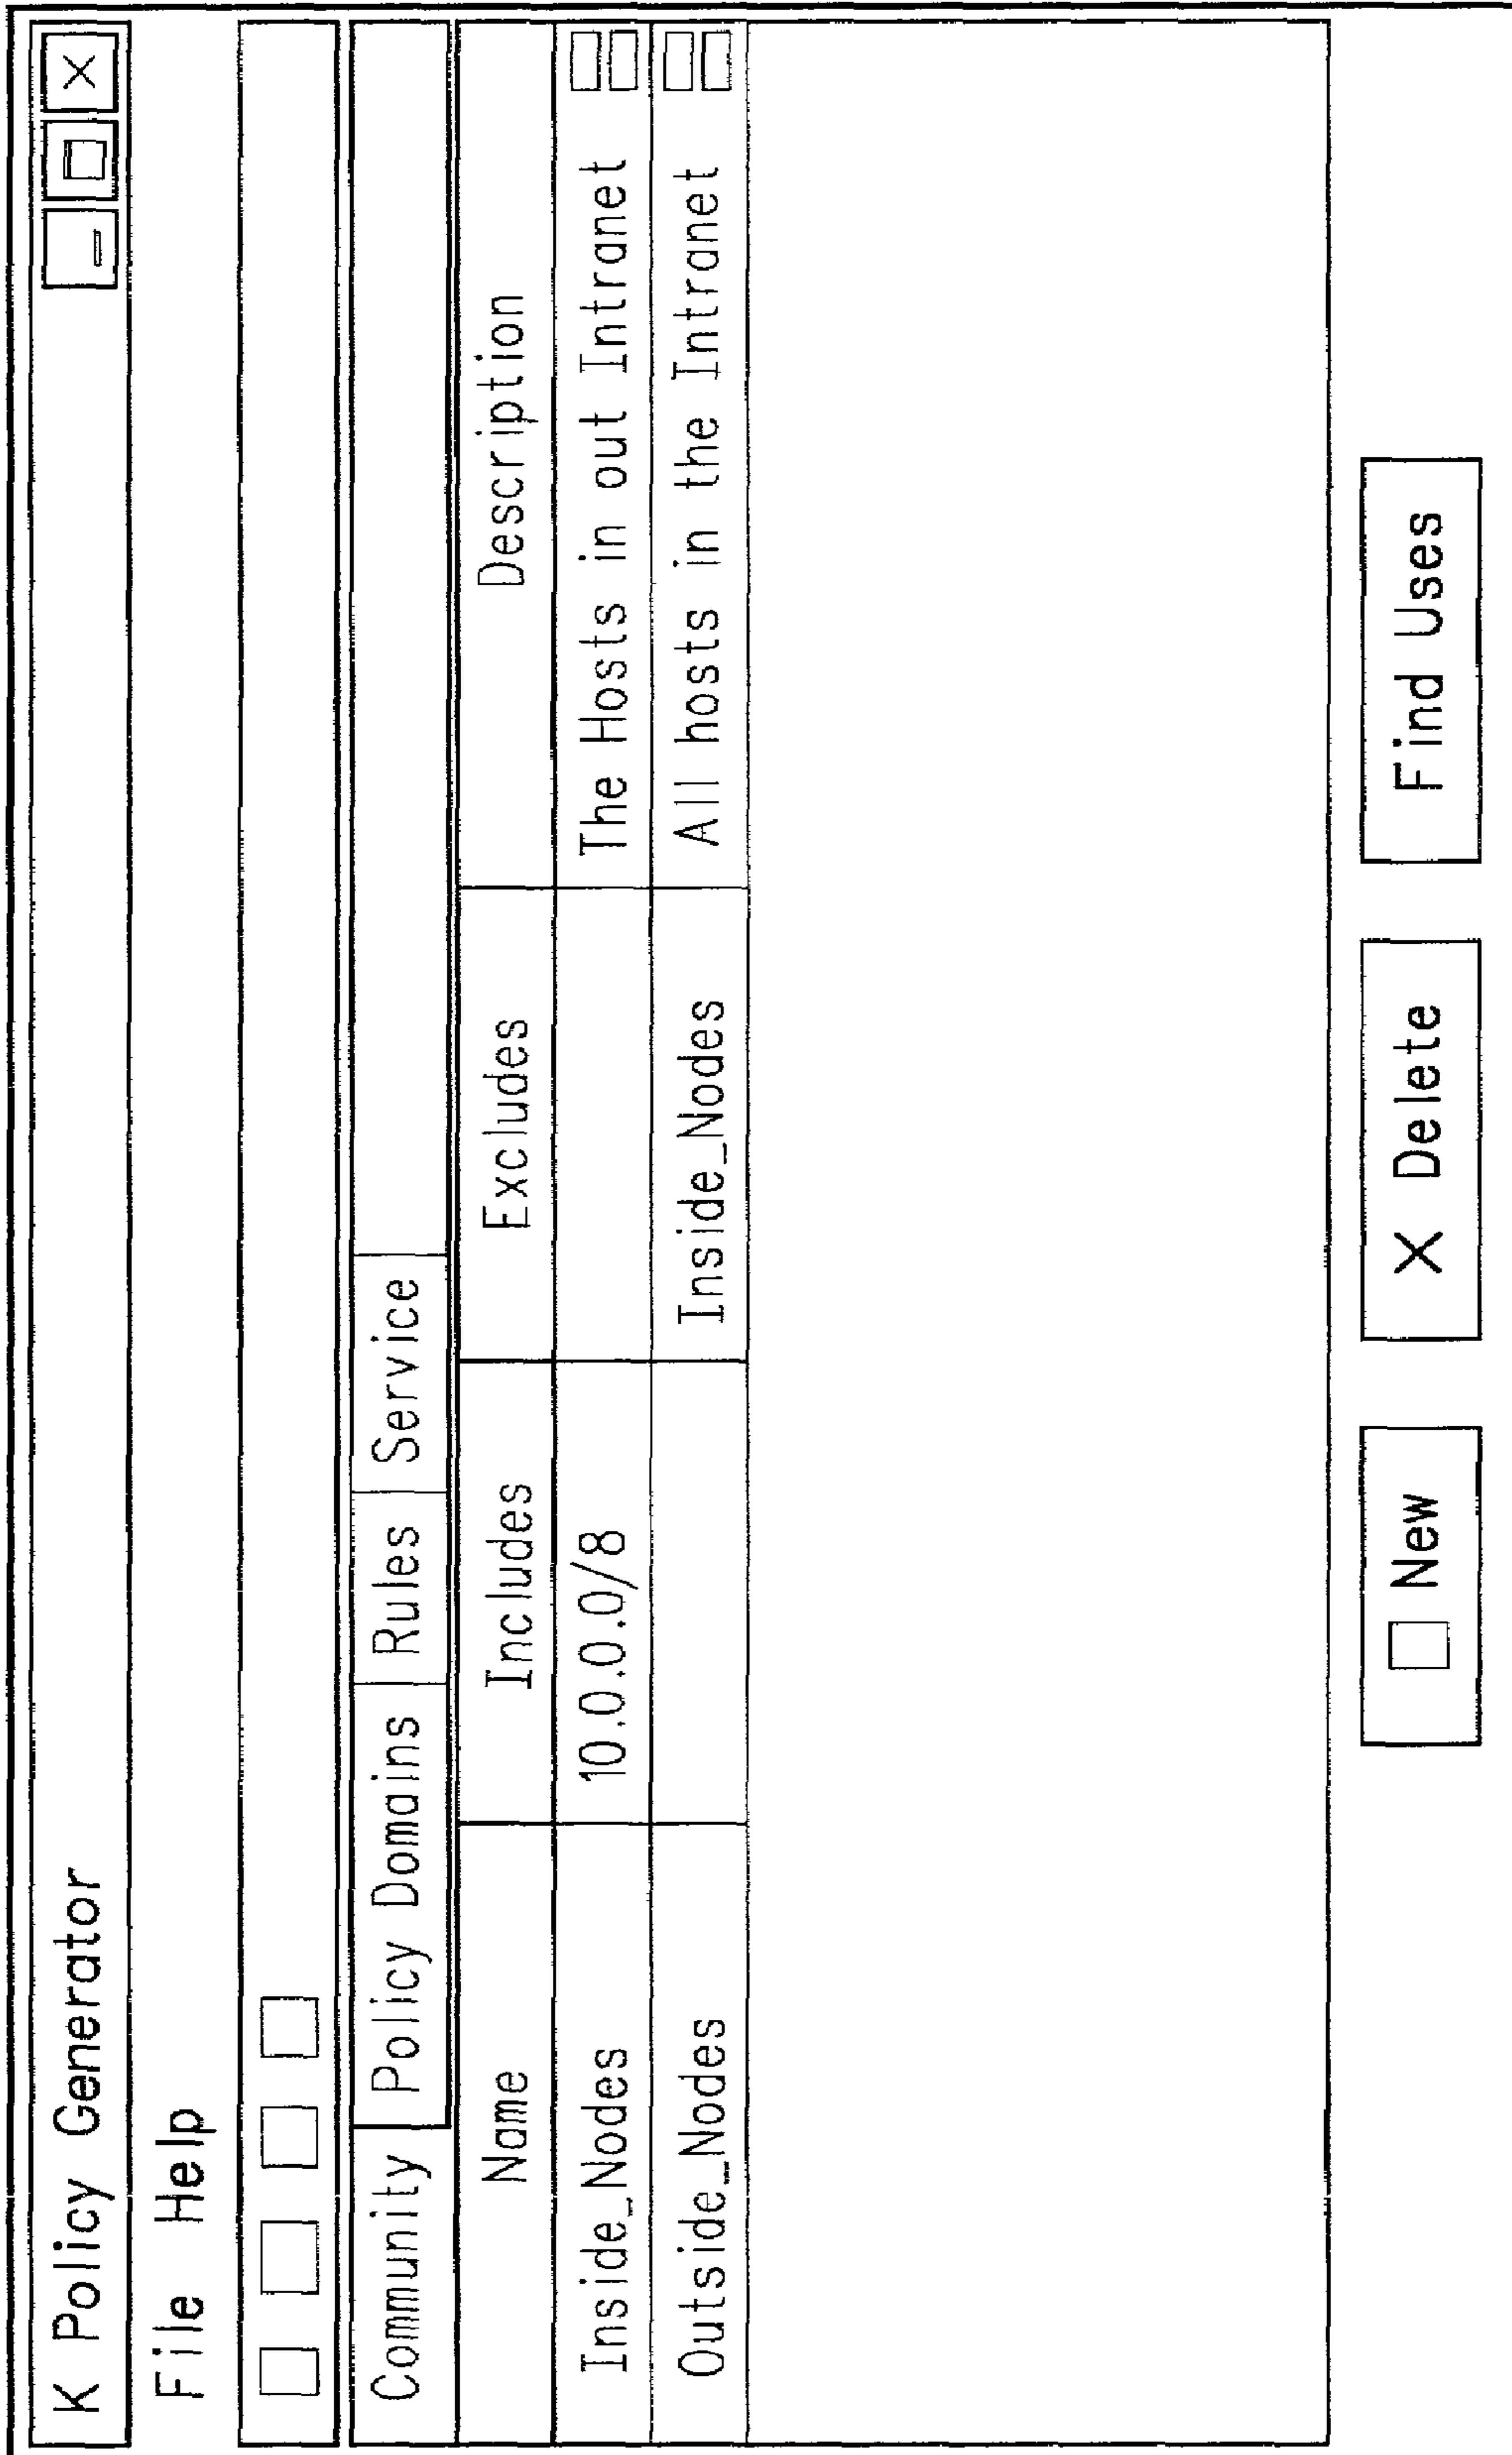 K Policy Generator
File Help
Community Policy Domains Rules Service
Name Includes Excludes Description
Inside_Nodes 10.0.0.0/8 The Hosts in out Intranet
Outside_Nodes Inside_Nodes All hosts in the Intranet
New X Delete Find Uses